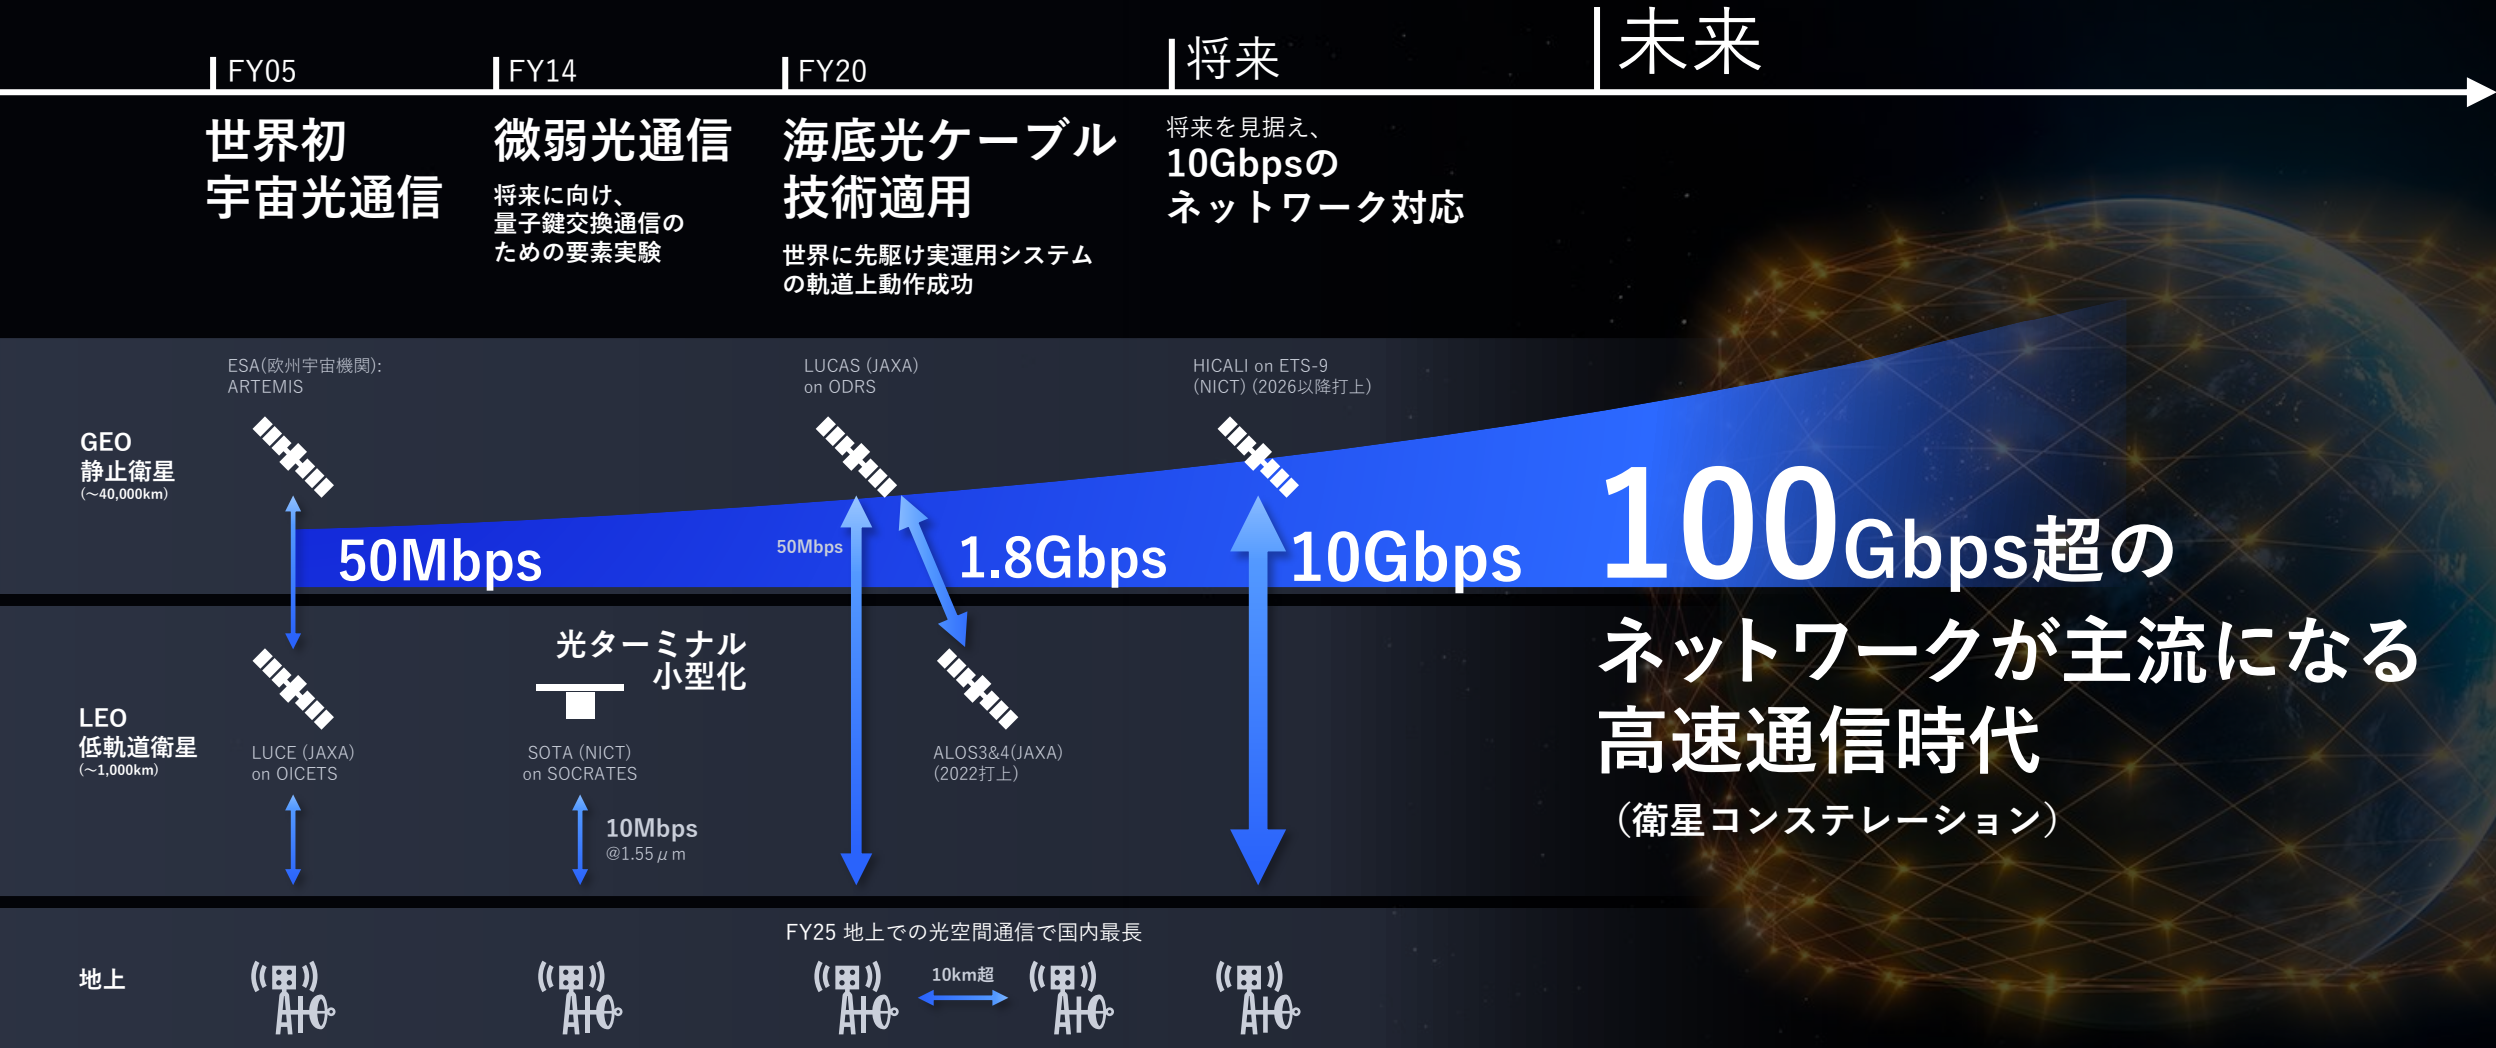 FY05
FY14
FY20
将来
未来
世界初
宇宙光通信
微弱光通信
将来に向け、
量子鍵交換通信の
ための要素実験
海底光ケーブル
技術適用
世界に先駆け実運用システム
の軌道上動作成功
将来を見据え、
10Gbpsの
ネットワーク対応
GEO
静止衛星
(～40,000km)
ESA(欧州宇宙機関):
ARTEMIS
LUCAS (JAXA)
on ODRS
HICALI on ETS-9
(NICT) (2026以降打上)
50Mbps
50Mbps
1.8Gbps
10Gbps
100Gbps超の
ネットワークが主流になる
高速通信時代
（衛星コンステレーション）
LEO
低軌道衛星
(～1,000km)
LUCE (JAXA)
on OICETS
光ターミナル
小型化
SOTA (NICT)
on SOCRATES
10Mbps
@1.55μm
ALOS3&4(JAXA)
(2022打上)
地上
FY25 地上での光空間通信で国内最長
10km超